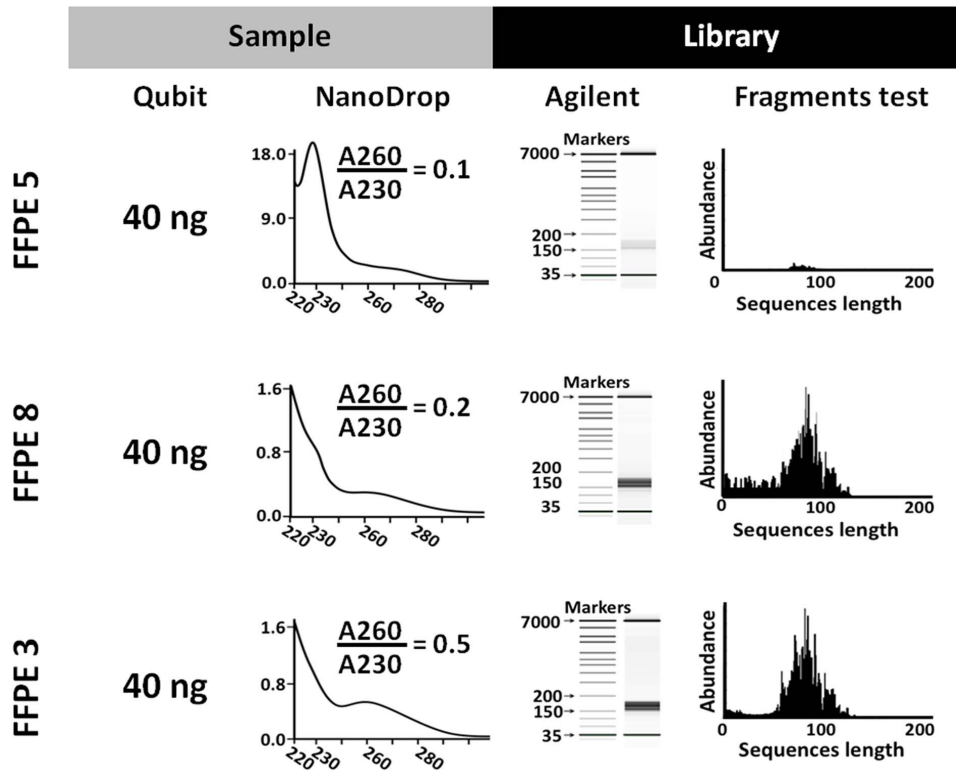 Sample Library
Qubit NanoDrop Agilent Fragments test
FFPE 5
40 ng
18.0
9.0
0.0
220 230 260 280
A260
A230
= 0.1
Markers
7000
200
150
35
Abundance
0 100 200
Sequences length
FFPE 8
40 ng
1.6
0.8
0.0
220 230 260 280
A260
A230
= 0.2
Markers
7000
200
150
35
Abundance
0 100 200
Sequences length
FFPE 3
40 ng
1.6
0.8
0.0
220 230 260 280
A260
A230
= 0.5
Markers
7000
200
150
35
Abundance
0 100 200
Sequences length